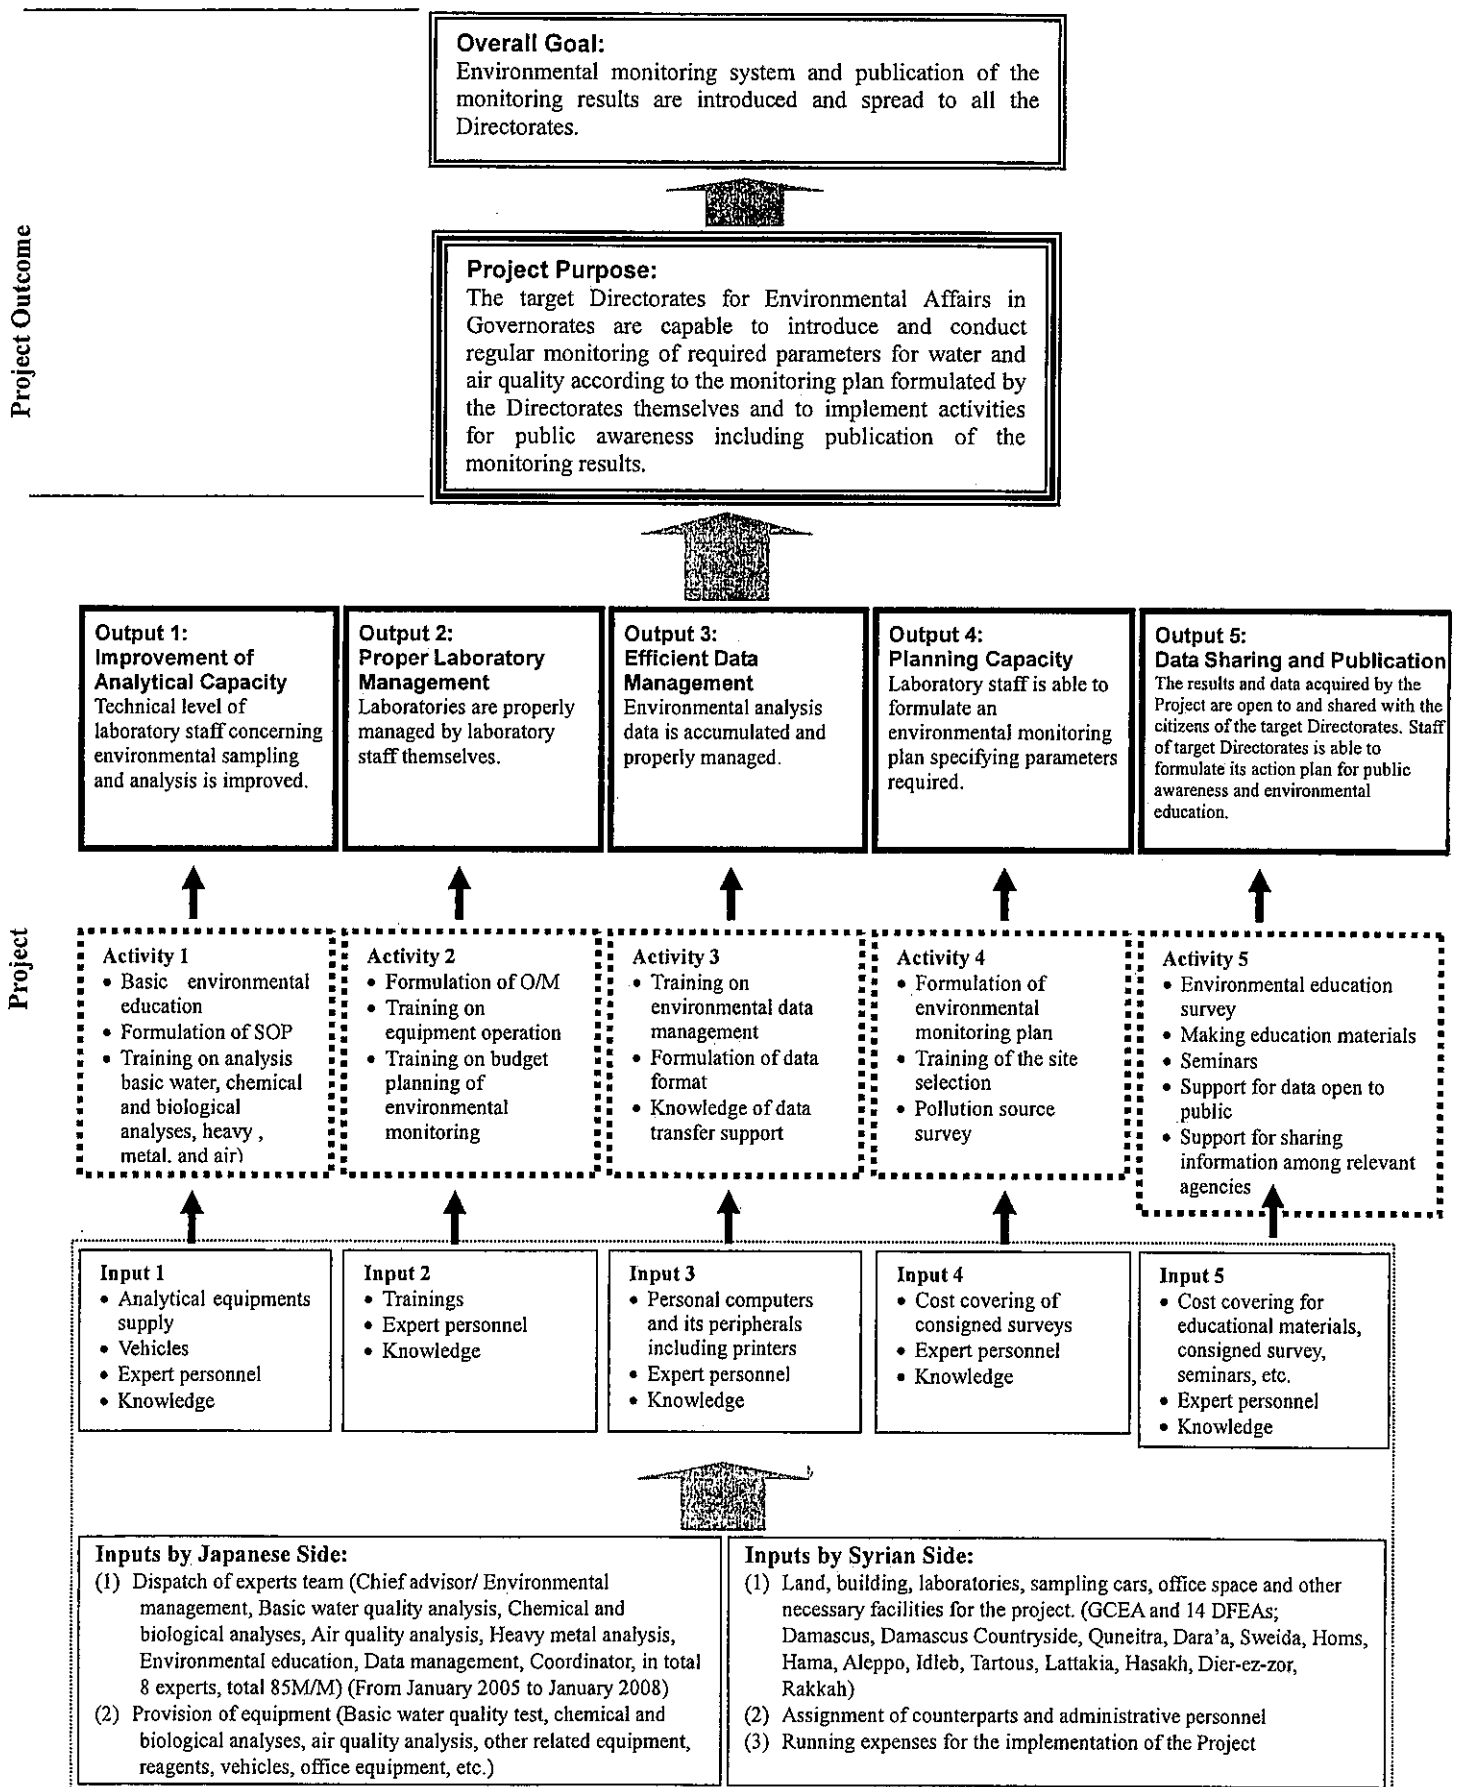 Overall Goal:
Environmental monitoring system and publication of the
monitoring results are introduced and spread to all the
Directorates.
Project Outcome
Project Purpose:
The target Directorates for Environmental Affairs in
Governorates are capable to introduce and conduct
regular monitoring of required parameters for water and
air quality according to the monitoring plan formulated by
the Directorates themselves and to implement activities
for public awareness including publication of the
monitoring results.
Project
Output 1:
Improvement of
Analytical Capacity
Technical level of
laboratory staff concerning
environmental sampling
and analysis is improved.
Output 2:
Proper Laboratory
Management
Laboratories are properly
managed by laboratory
staff themselves.
Output 3:
Efficient Data
Management
Environmental analysis
data is accumulated and
properly managed.
Output 4:
Planning Capacity
Laboratory staff is able to
formulate an
environmental monitoring
plan specifying parameters
required.
Output 5:
Data Sharing and Publication
The results and data acquired by the
Project are open to and shared with the
citizens of the target Directorates. Staff
of target Directorates is able to
formulate its action plan for public
awareness and environmental
education.
Activity 1
• Basic environmental
education
• Formulation of SOP
• Training on analysis
basic water, chemical
and biological
analyses, heavy ,
metal, and air)
Activity 2
• Formulation of O/M
• Training on
equipment operation
• Training on budget
planning of
environmental
monitoring
Activity 3
• Training on
environmental data
management
• Formulation of data
format
• Knowledge of data
transfer support
Activity 4
• Formulation of
environmental
monitoring plan
• Training of the site
selection
• Pollution source
survey
Activity 5
• Environmental education
survey
• Making education materials
• Seminars
• Support for data open to
public
• Support for sharing
information among relevant
agencies
Input 1
• Analytical equipments
supply
• Vehicles
• Expert personnel
• Knowledge
Input 2
• Trainings
• Expert personnel
• Knowledge
Input 3
• Personal computers
and its peripherals
including printers
• Expert personnel
• Knowledge
Input 4
• Cost covering of
consigned surveys
• Expert personnel
• Knowledge
Input 5
• Cost covering for
educational materials,
consigned survey,
seminars, etc.
• Expert personnel
• Knowledge
Inputs by Japanese Side:
(1) Dispatch of experts team (Chief advisor/ Environmental
management, Basic water quality analysis, Chemical and
biological analyses, Air quality analysis, Heavy metal analysis,
Environmental education, Data management, Coordinator, in total
8 experts, total 85M/M) (From January 2005 to January 2008)
(2) Provision of equipment (Basic water quality test, chemical and
biological analyses, air quality analysis, other related equipment,
reagents, vehicles, office equipment, etc.)
Inputs by Syrian Side:
(1) Land, building, laboratories, sampling cars, office space and other
necessary facilities for the project. (GCEA and 14 DFEAs;
Damascus, Damascus Countryside, Quneitra, Dara'a, Sweida, Homs,
Hama, Aleppo, Idleb, Tartous, Lattakia, Hasakh, Dier-ez-zor,
Rakkah)
(2) Assignment of counterparts and administrative personnel
(3) Running expenses for the implementation of the Project